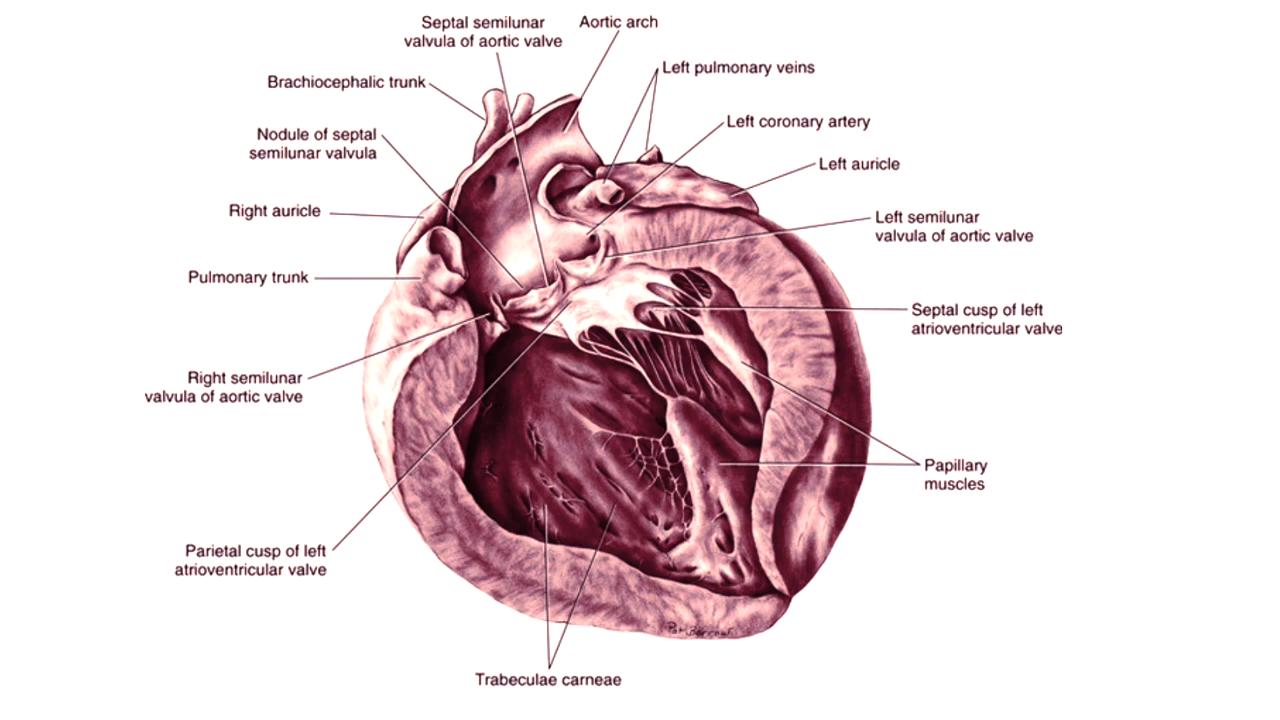 Septal semilunar
valvula of aortic valve
Aortic arch
Left pulmonary veins
Brachiocephalic trunk
Left coronary artery
Nodule of septal
semilunar valvula
Left auricle
Right auricle
Left semilunar
valvula of aortic valve
Pulmonary trunk
Septal cusp of left
atrioventricular valve
Right semilunar
valvula of aortic valve
Papillary
muscles
Parietal cusp of left
atrioventricular valve
Trabeculae carneae